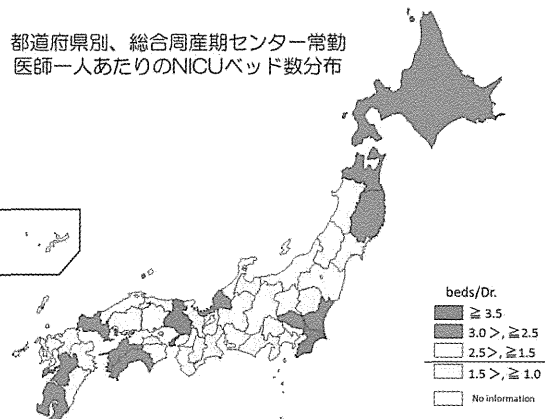 都道府県別、総合周産期センター常勤
医師一人あたりのNICUベッド数分布
beds/Dr.
≧ 3.5
3.0 >, ≧2.5
2.5>, ≧1.5
1.5 >, ≧ 1.0
No information